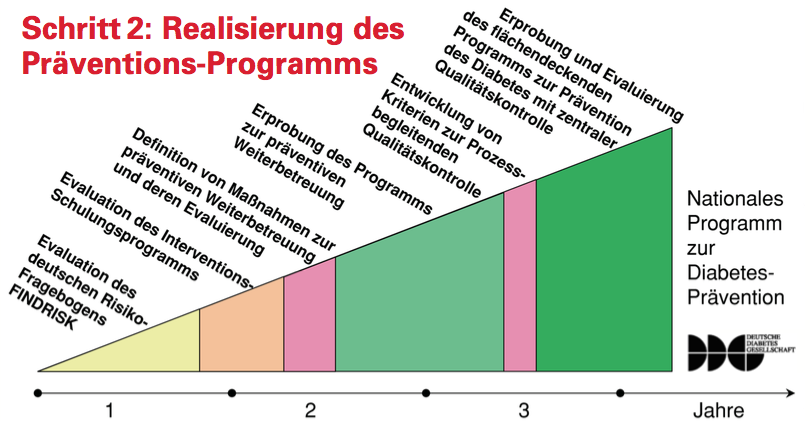 Schritt 2: Realisierung des
Präventions-Programms
Evaluation des
deutschen Risiko-
Fragebogens
FINDRISK
Evaluation des Interventions-
Schulungsprogramms
Definition von Maßnahmen zur
präventiven Weiterbetreuung
und deren Evaluierung
Erprobung des Programms
zur präventiven
Weiterbetreuung
Entwicklung von
Kriterien zur Prozess-
begleitenden
Qualitätskontrolle
Erprobung und Evaluierung
des flächendeckenden
Programms zur Prävention
des Diabetes mit zentraler
Qualitätskontrolle
Nationales
Programm
zur
Diabetes-
Prävention
DDG
DEUTSCHE
DIABETES
GESELLSCHAFT
1
2
3
Jahre